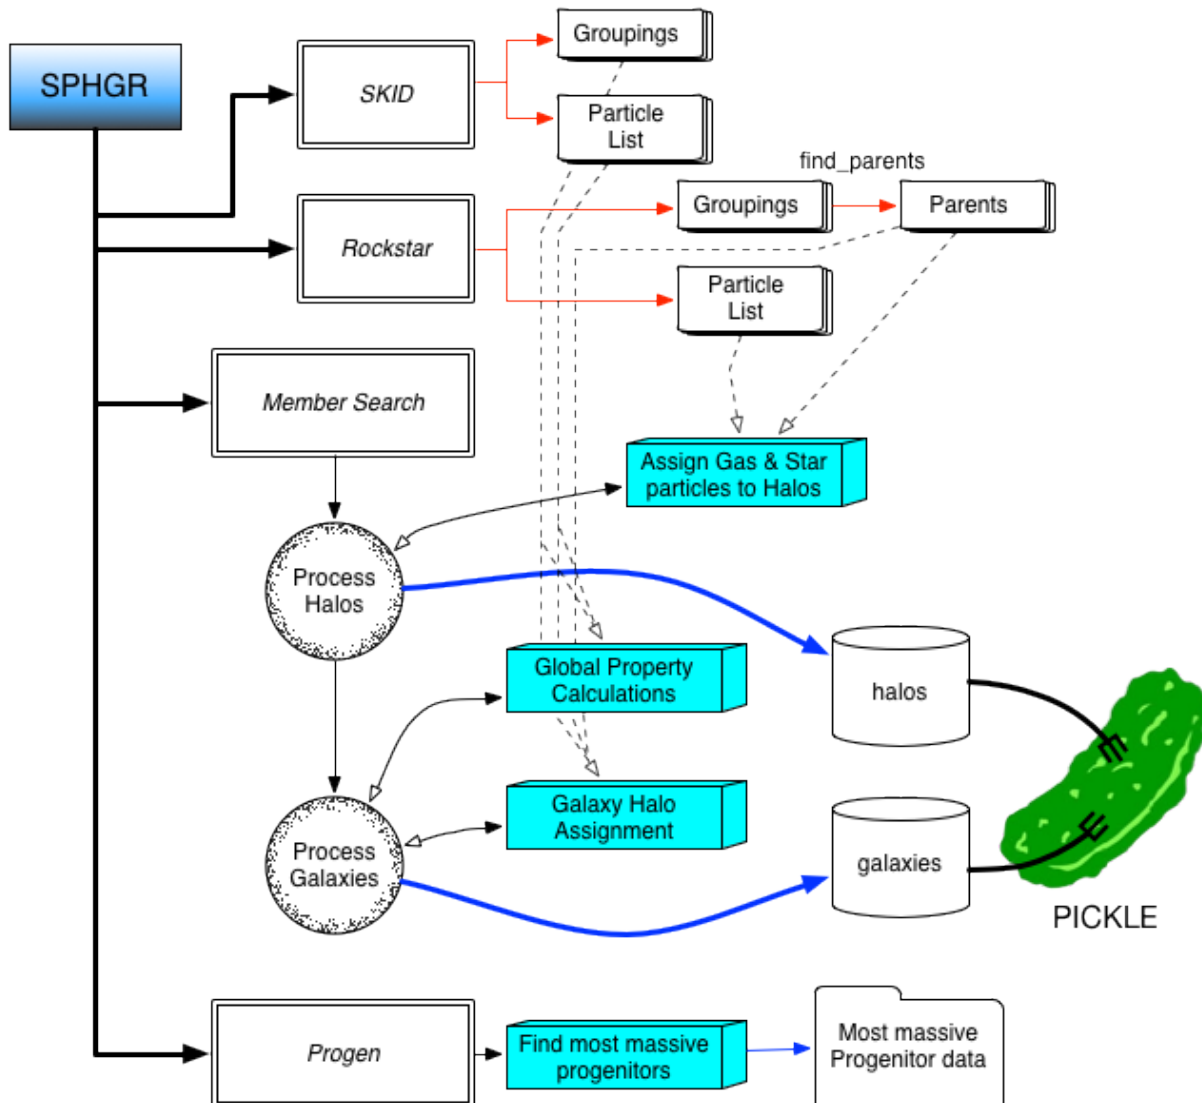 SPHGR
SKID
Groupings
Particle
List
find_parents
Rockstar
Groupings
Parents
Particle
List
Member Search
Assign Gas & Star
particles to Halos
Process
Halos
Global Property
Calculations
halos
Galaxy Halo
Assignment
Process
Galaxies
galaxies
PICKLE
Progen
Find most massive
progenitors
Most massive
Progenitor data